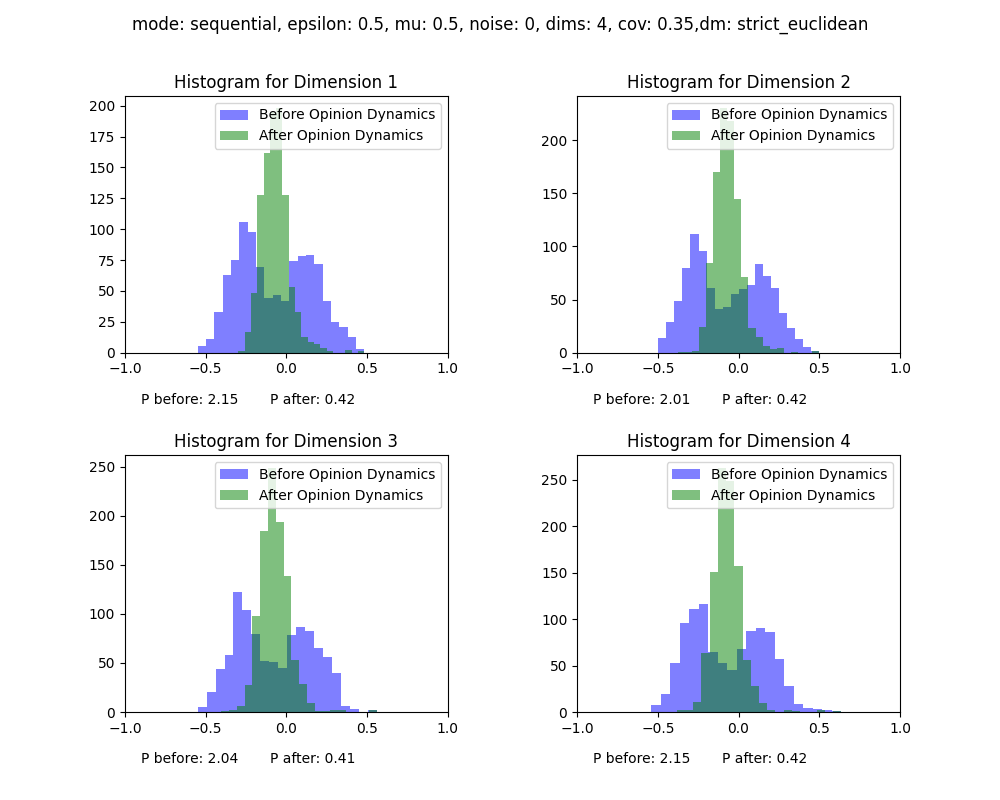 mode: sequential, epsilon: 0.5, mu: 0.5, noise: 0, dims: 4, cov: 0.35,dm: strict_euclidean
Histogram for Dimension 1
Before Opinion Dynamics
After Opinion Dynamics
200
175
150
125
100
75
50
25
0
−1.0 −0.5 0.0 0.5 1.0
P before: 2.15 P after: 0.42
Histogram for Dimension 2
Before Opinion Dynamics
After Opinion Dynamics
200
150
100
50
0
−1.0 −0.5 0.0 0.5 1.0
P before: 2.01 P after: 0.42
Histogram for Dimension 3
Before Opinion Dynamics
After Opinion Dynamics
250
200
150
100
50
0
−1.0 −0.5 0.0 0.5 1.0
P before: 2.04 P after: 0.41
Histogram for Dimension 4
Before Opinion Dynamics
After Opinion Dynamics
250
200
150
100
50
0
−1.0 −0.5 0.0 0.5 1.0
P before: 2.15 P after: 0.42